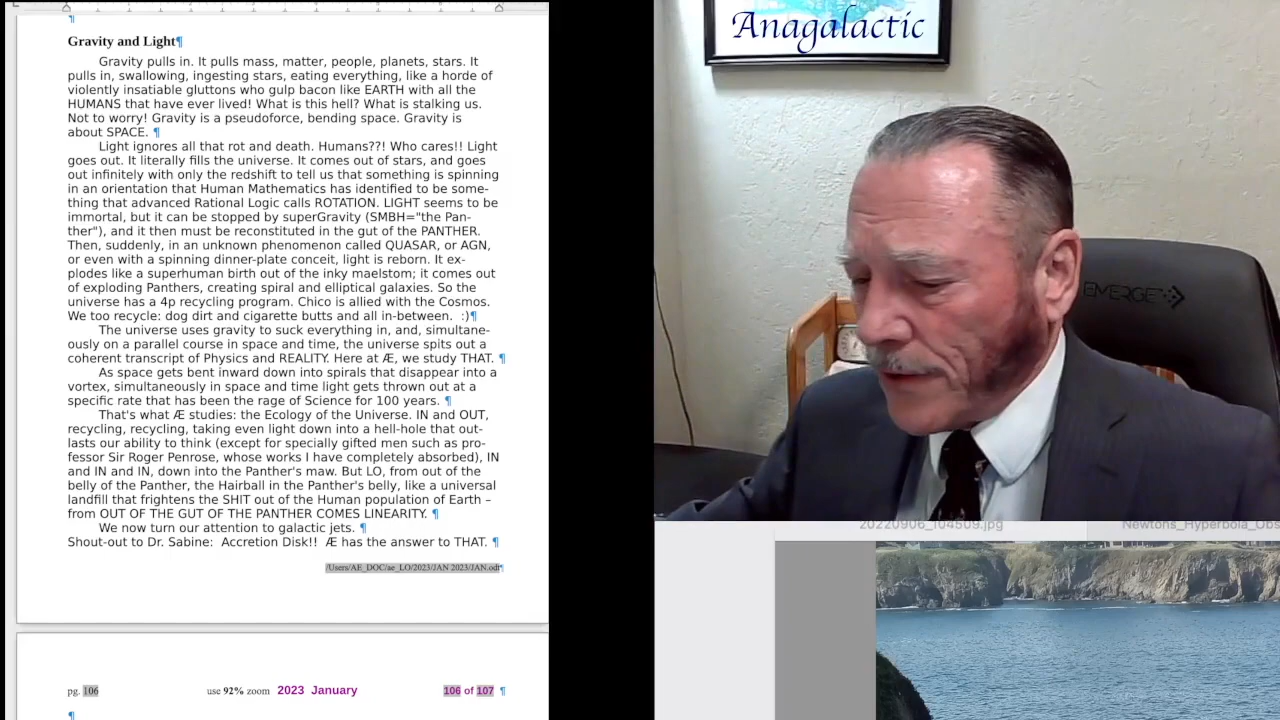 Gravity and Light¶
Gravity pulls in. It pulls mass, matter, people, planets, stars. It
pulls in, swallowing, ingesting stars, eating everything, like a horde of
violently insatiable gluttons who gulp bacon like EARTH with all the
HUMANS that have ever lived! What is this hell? What is stalking us.
Not to worry! Gravity is a pseudoforce, bending space. Gravity is
about SPACE. ¶
Light ignores all that rot and death. Humans??! Who cares!! Light
goes out. It literally fills the universe. It comes out of stars, and goes
out infinitely with only the redshift to tell us that something is spinning
in an orientation that Human Mathematics has identified to be some-
thing that advanced Rational Logic calls ROTATION. LIGHT seems to be
immortal, but it can be stopped by superGravity (SMBH="the Pan-
ther"), and it then must be reconstituted in the gut of the PANTHER.
Then, suddenly, in an unknown phenomenon called QUASAR, or AGN,
or even with a spinning dinner-plate conceit, light is reborn. It ex-
plodes like a superhuman birth out of the inky maelstom; it comes out
of exploding Panthers, creating spiral and elliptical galaxies. So the
universe has a 4p recycling program. Chico is allied with the Cosmos.
We too recycle: dog dirt and cigarette butts and all in-between. :)¶
The universe uses gravity to suck everything in, and, simultane-
ously on a parallel course in space and time, the universe spits out a
coherent transcript of Physics and REALITY. Here at Æ, we study THAT. ¶
As space gets bent inward down into spirals that disappear into a
vortex, simultaneously in space and time light gets thrown out at a
specific rate that has been the rage of Science for 100 years. ¶
That's what Æ studies: the Ecology of the Universe. IN and OUT,
recycling, recycling, taking even light down into a hell-hole that out-
lasts our ability to think (except for specially gifted men such as pro-
fessor Sir Roger Penrose, whose works I have completely absorbed), IN
and IN and IN, down into the Panther's maw. But LO, from out of the
belly of the Panther, the Hairball in the Panther's belly, like a universal
landfill that frightens the SHIT out of the Human population of Earth –
from OUT OF THE GUT OF THE PANTHER COMES LINEARITY. ¶
We now turn our attention to galactic jets. ¶
Shout-out to Dr. Sabine: Accretion Disk!! Æ has the answer to THAT. ¶
/Users/AE_DOC/ae_LO/2023/JAN 2023/JAN.odt¶
pg. 106 use 92% zoom 2023 January 106 of 107 ¶
Anagalactic
EMERGE
20220906_104509.jpg Newtons_Hyperbola_Obs